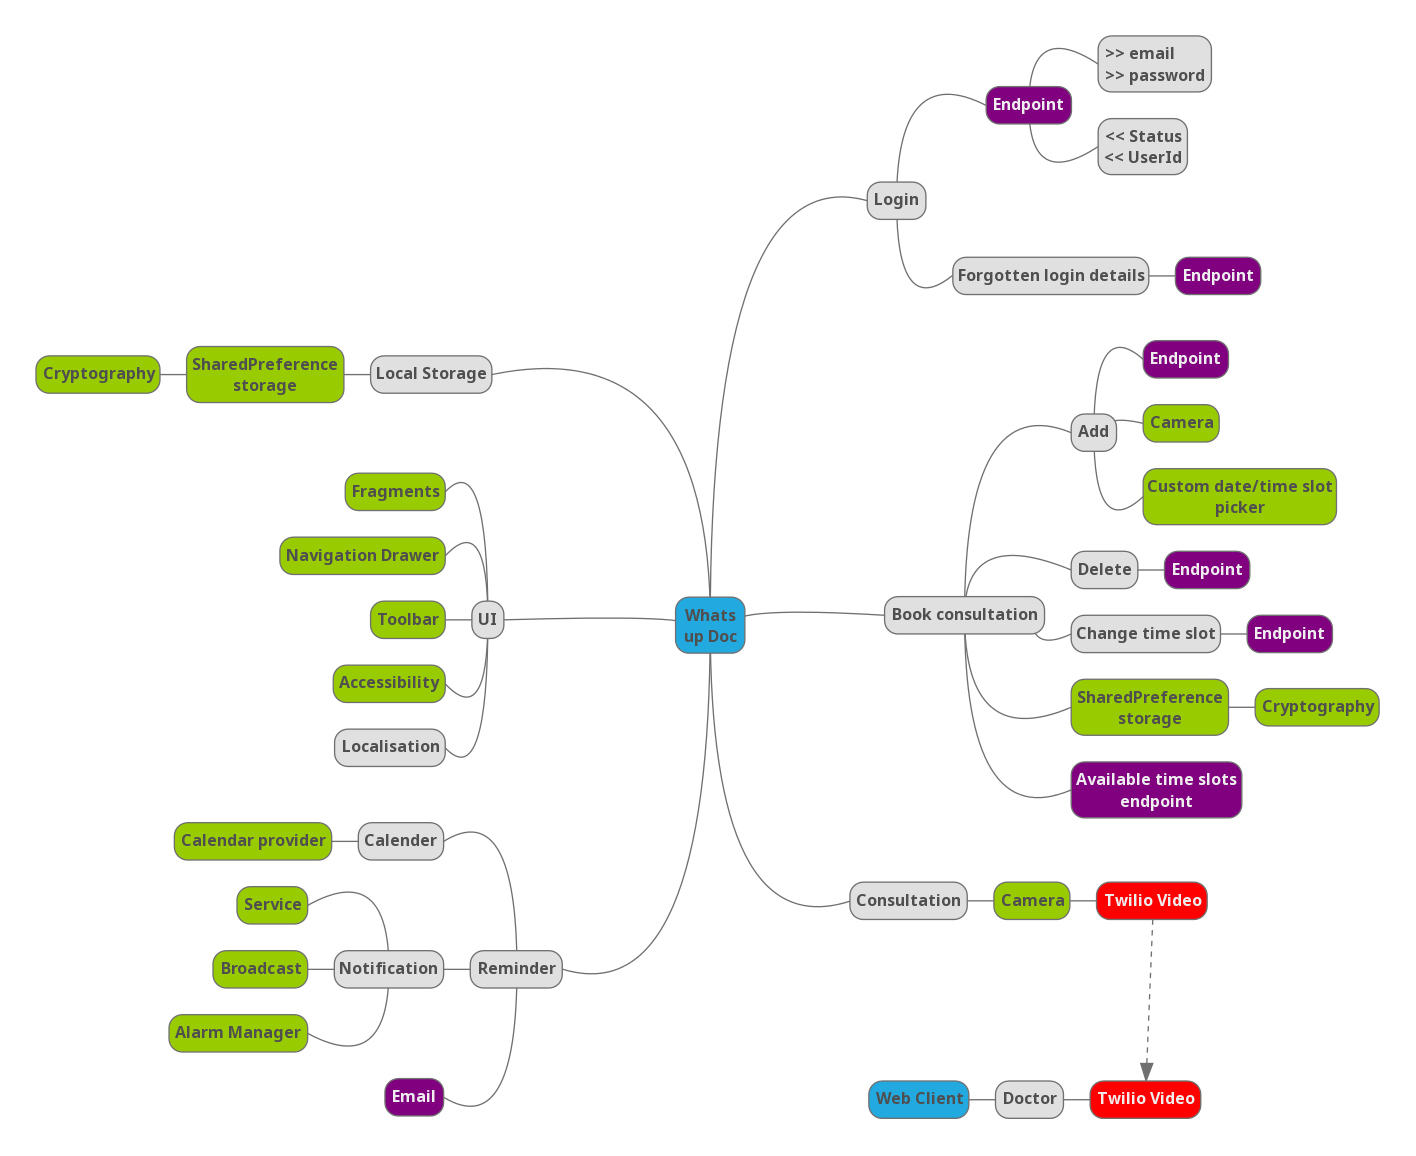 >> email
>> password
Endpoint
<< Status
<< UserId
Login
Forgotten login details
Endpoint
Cryptography
SharedPreference
storage
Local Storage
Endpoint
Add
Camera
Custom date/time slot
picker
Fragments
Navigation Drawer
Toolbar
UI
Accessibility
Localisation
Whats
up Doc
Book consultation
Delete
Endpoint
Change time slot
Endpoint
SharedPreference
storage
Cryptography
Available time slots
endpoint
Calendar provider
Calender
Service
Broadcast
Notification
Reminder
Alarm Manager
Email
Consultation
Camera
Twilio Video
Web Client
Doctor
Twilio Video